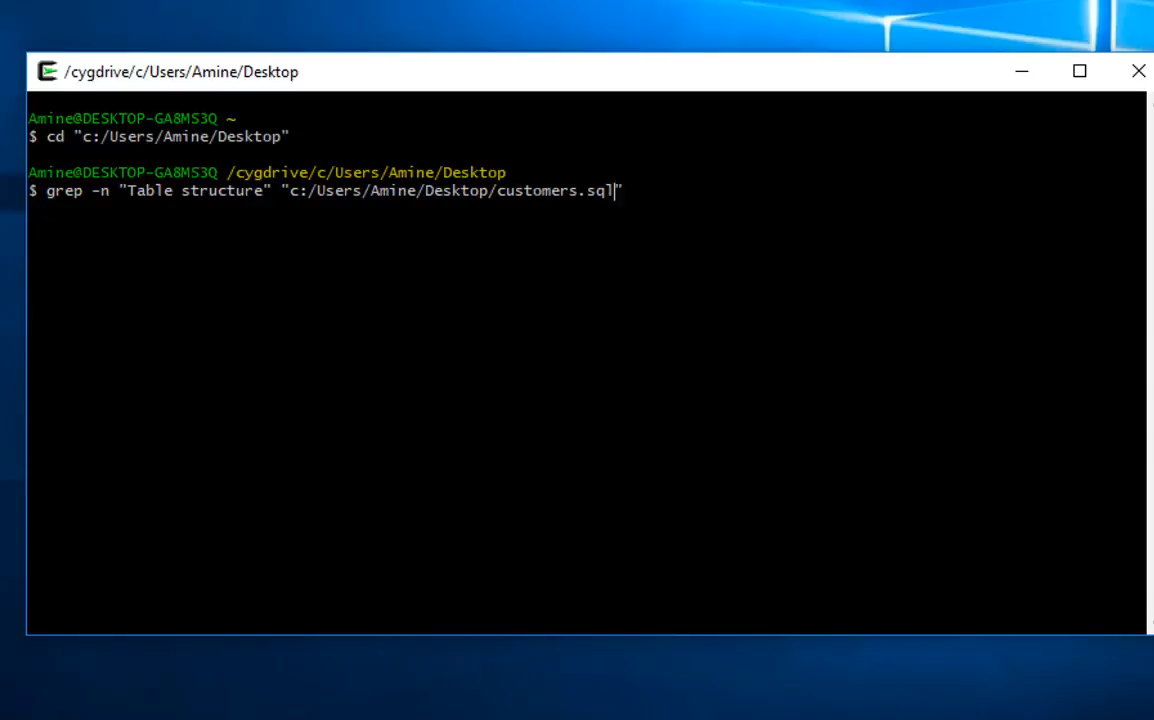 /cygdrive/c/Users/Amine/Desktop
Amine@DESKTOP-GA8MS3Q ~
$ cd "c:/Users/Amine/Desktop"
Amine@DESKTOP-GA8MS3Q /cygdrive/c/Users/Amine/Desktop
$ grep -n "Table structure" "c:/Users/Amine/Desktop/customers.sql"